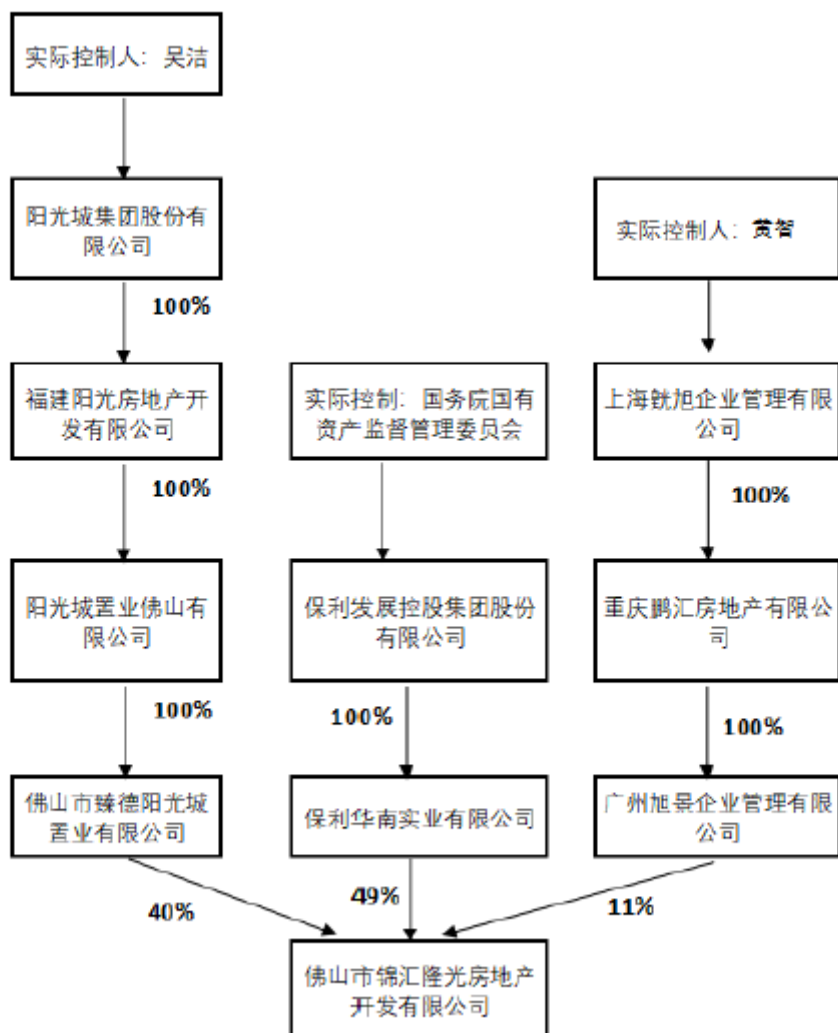 实际控制人：吴洁
阳光城集团股份有
限公司
100%
福建阳光房地产开
发有限公司
100%
阳光城置业佛山有
限公司
100%
佛山市臻德阳光城
置业有限公司
40%
实际控制：国务院国有
资产监督管理委员会
保利发展控股集团股份
有限公司
100%
保利华南实业有限公司
49%
实际控制人：黄智
上海铣旭企业管理有限
公司
100%
重庆鹏汇房地产有限公
司
100%
广州旭景企业管理有限
公司
11%
佛山市锦汇隆光房地产
开发有限公司